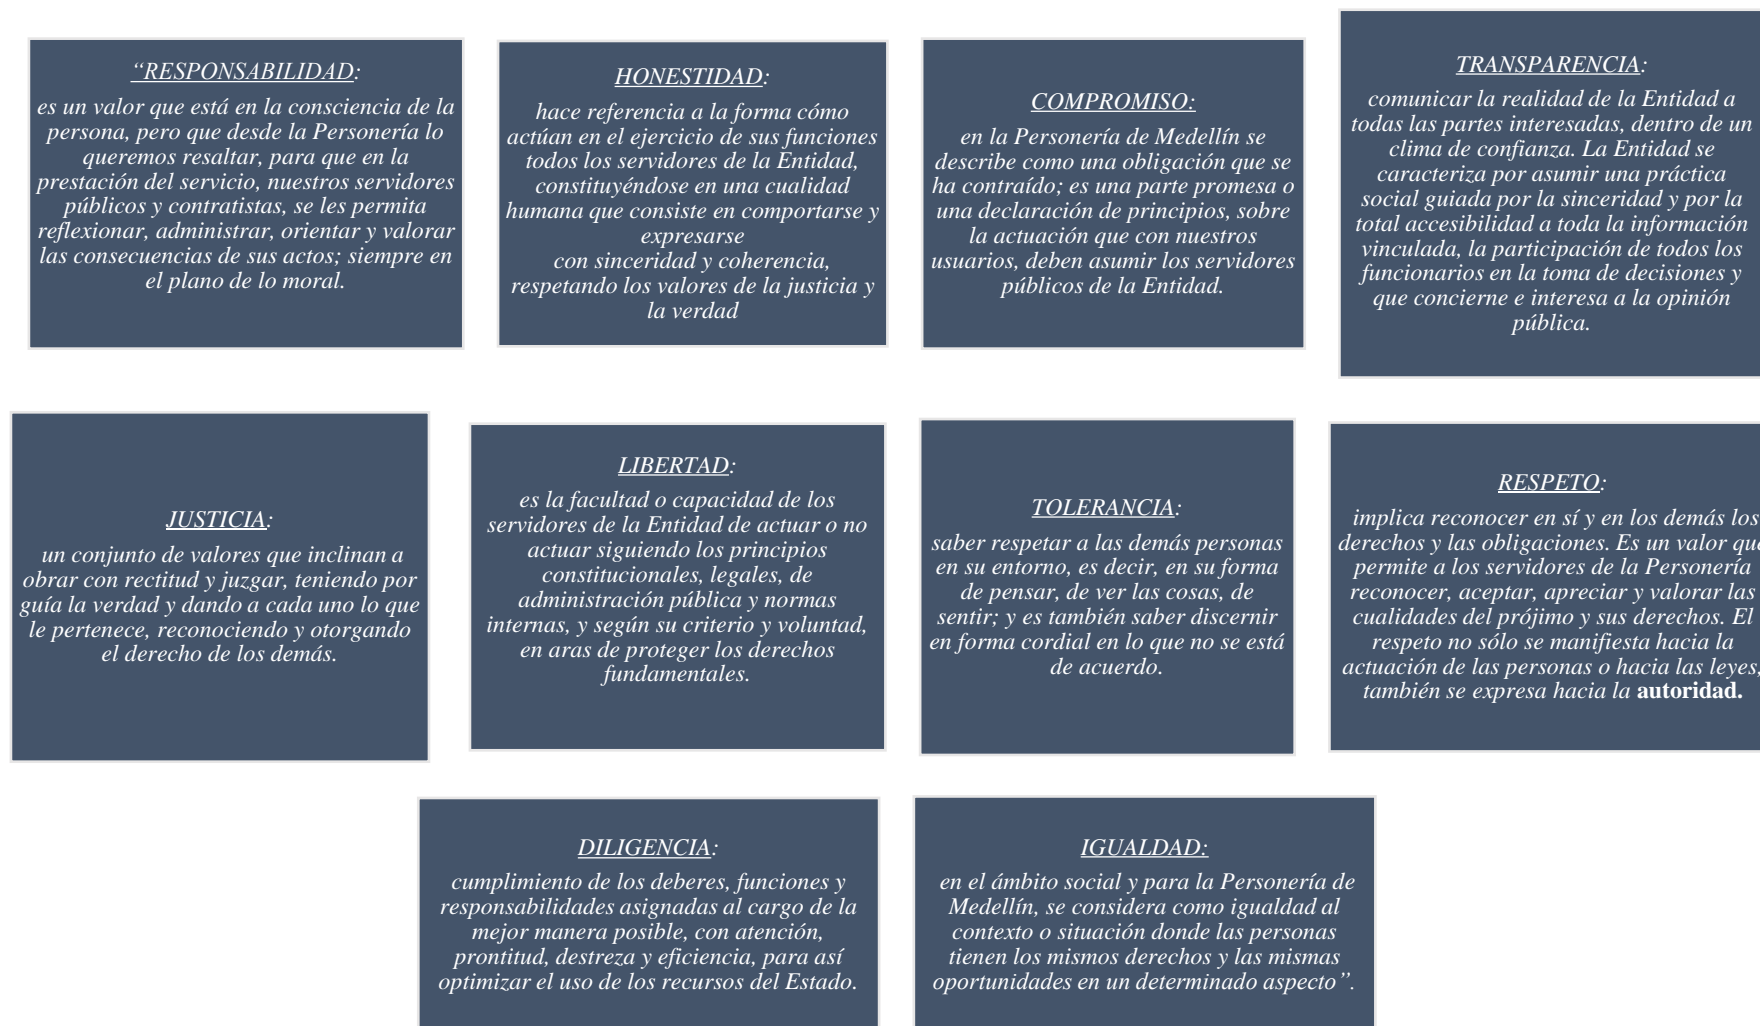 “RESPONSABILIDAD:
es un valor que está en la consciencia de la
persona, pero que desde la Personería lo
queremos resaltar, para que en la
prestación del servicio, nuestros servidores
públicos y contratistas, se les permita
reflexionar, administrar, orientar y valorar
las consecuencias de sus actos; siempre en
el plano de lo moral.
HONESTIDAD:
hace referencia a la forma cómo
actúan en el ejercicio de sus funciones
todos los servidores de la Entidad,
constituyéndose en una cualidad
humana que consiste en comportarse y
expresarse
con sinceridad y coherencia,
respetando los valores de la justicia y
la verdad
COMPROMISO:
en la Personería de Medellín se
describe como una obligación que se
ha contraído; es una parte promesa o
una declaración de principios, sobre
la actuación que con nuestros
usuarios, deben asumir los servidores
públicos de la Entidad.
TRANSPARENCIA:
comunicar la realidad de la Entidad a
todas las partes interesadas, dentro de un
clima de confianza. La Entidad se
caracteriza por asumir una práctica
social guiada por la sinceridad y por la
total accesibilidad a toda la información
vinculada, la participación de todos los
funcionarios en la toma de decisiones y
que concierne e interesa a la opinión
pública.
JUSTICIA:
un conjunto de valores que inclinan a
obrar con rectitud y juzgar, teniendo por
guía la verdad y dando a cada uno lo que
le pertenece, reconociendo y otorgando
el derecho de los demás.
LIBERTAD:
es la facultad o capacidad de los
servidores de la Entidad de actuar o no
actuar siguiendo los principios
constitucionales, legales, de
administración pública y normas
internas, y según su criterio y voluntad,
en aras de proteger los derechos
fundamentales.
TOLERANCIA:
saber respetar a las demás personas
en su entorno, es decir, en su forma
de pensar, de ver las cosas, de
sentir; y es también saber discernir
en forma cordial en lo que no se está
de acuerdo.
RESPETO:
implica reconocer en sí y en los demás los
derechos y las obligaciones. Es un valor que
permite a los servidores de la Personería
reconocer, aceptar, apreciar y valorar las
cualidades del prójimo y sus derechos. El
respeto no sólo se manifiesta hacia la
actuación de las personas o hacia las leyes,
también se expresa hacia la autoridad.
DILIGENCIA:
cumplimiento de los deberes, funciones y
responsabilidades asignadas al cargo de la
mejor manera posible, con atención,
prontitud, destreza y eficiencia, para así
optimizar el uso de los recursos del Estado.
IGUALDAD:
en el ámbito social y para la Personería de
Medellín, se considera como igualdad al
contexto o situación donde las personas
tienen los mismos derechos y las mismas
oportunidades en un determinado aspecto”.